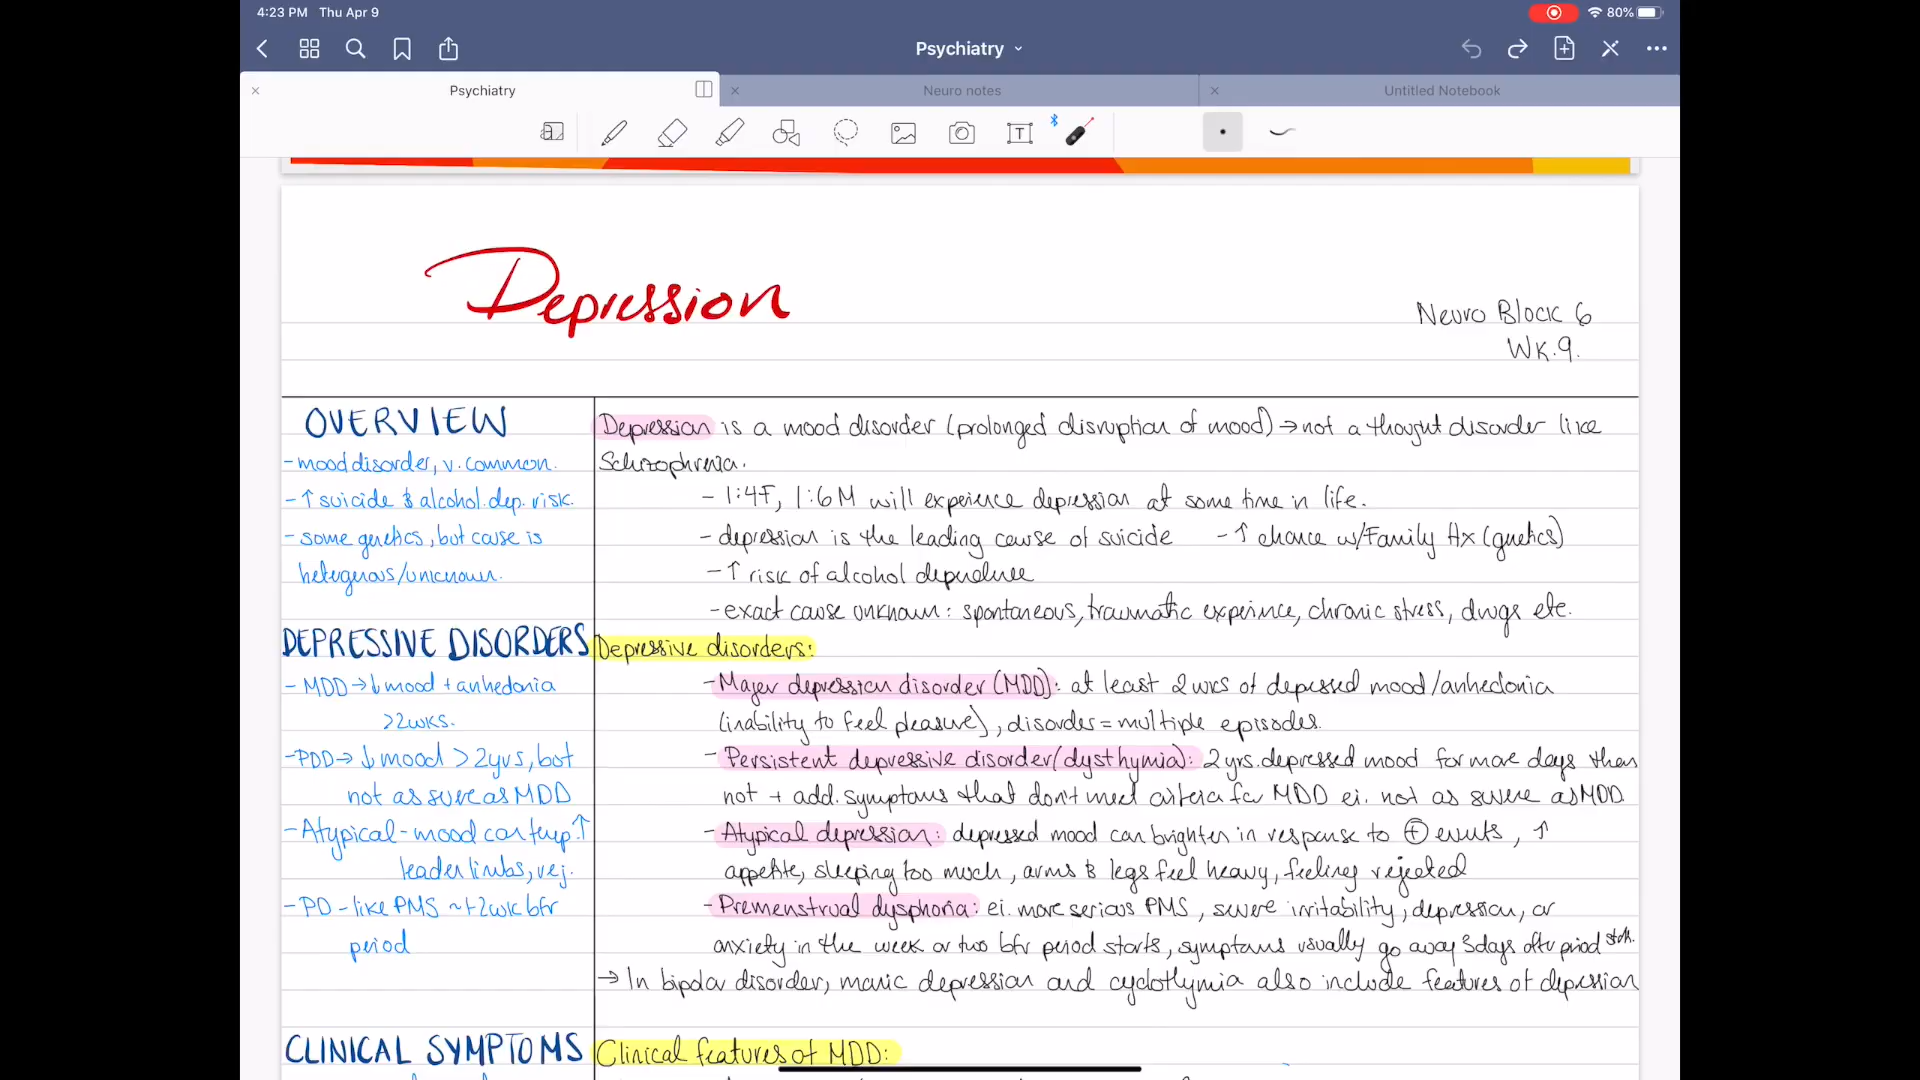 4:23 PM Thu Apr 9
80%
Psychiatry
Psychiatry
Neuro notes
Untitled Notebook
T
Depression
Neuro Block 6
Wk.9.
OVERVIEW
- mood disorder, v. common.
- ↑ suicide & alcohol. dep. risk.
- some genetics, but cause is
heterogenous/unknown.
DEPRESSIVE DISORDERS
- MDD → ↓ mood + anhedonia
>2wks.
- PDD → ↓ mood >2yrs, but
not as severe as MDD
- Atypical - mood can temp. ↑
leaden limbs, rej.
- PD - like PMS ~1-2wk bfr
period
CLINICAL SYMPTOMS
Depression is a mood disorder (prolonged disruption of mood) → not a thought disorder like
Schizophrenia.
- 1:4F, 1:6M will experience depression at some time in life.
- depression is the leading cause of suicide - ↑ chance w/Family Hx (genetics)
- ↑ risk of alcohol dependence
- exact cause unknown: spontaneous, traumatic experience, chronic stress, drugs etc.
Depressive disorders:
- Major depression disorder (MDD): at least 2 wks of depressed mood/anhedonia
(inability to feel pleasure), disorder = multiple episodes.
- Persistent depressive disorder (dysthymia): 2 yrs. depressed mood for more days than
not + add. symptoms that don't meet criteria for MDD ei. not as severe as MDD
- Atypical depression: depressed mood can brighten in response to ⊕ events, ↑
appetite, sleeping too much, arms & legs feel heavy, feeling rejected
- Premenstrual dysphoria: ei. more serious PMS, severe irritability, depression, or
anxiety in the week or two bfr period starts, symptoms usually go away 3days aftr period
→ In bipolar disorder, manic depression and cyclothymia also include features of depression
Clinical features of MDD: